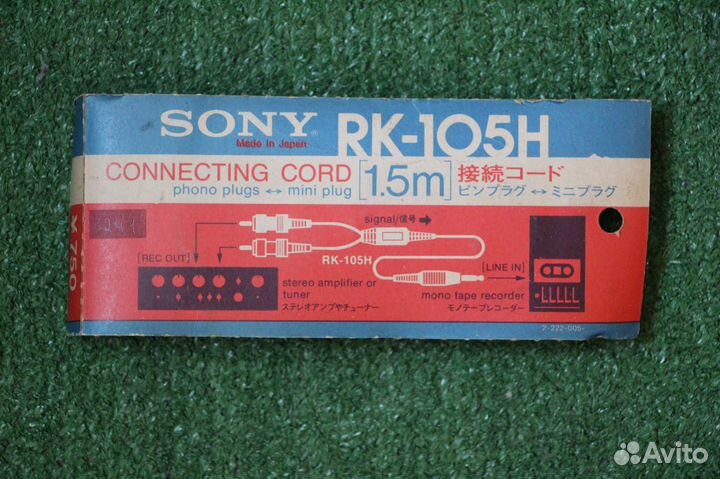 SONY®
Made in Japan
RK-105H
CONNECTING CORD
phono plugs ↔ mini plug
[1.5m]
接続コード
ピンプラグ ↔ ミニプラグ
¥ 750
signal/信号 →
[REC OUT]
RK-105H
[LINE IN]
stereo amplifier or
tuner
ステレオアンプやチューナー
mono tape recorder
モノテープレコーダー
2-222-005-
Avito